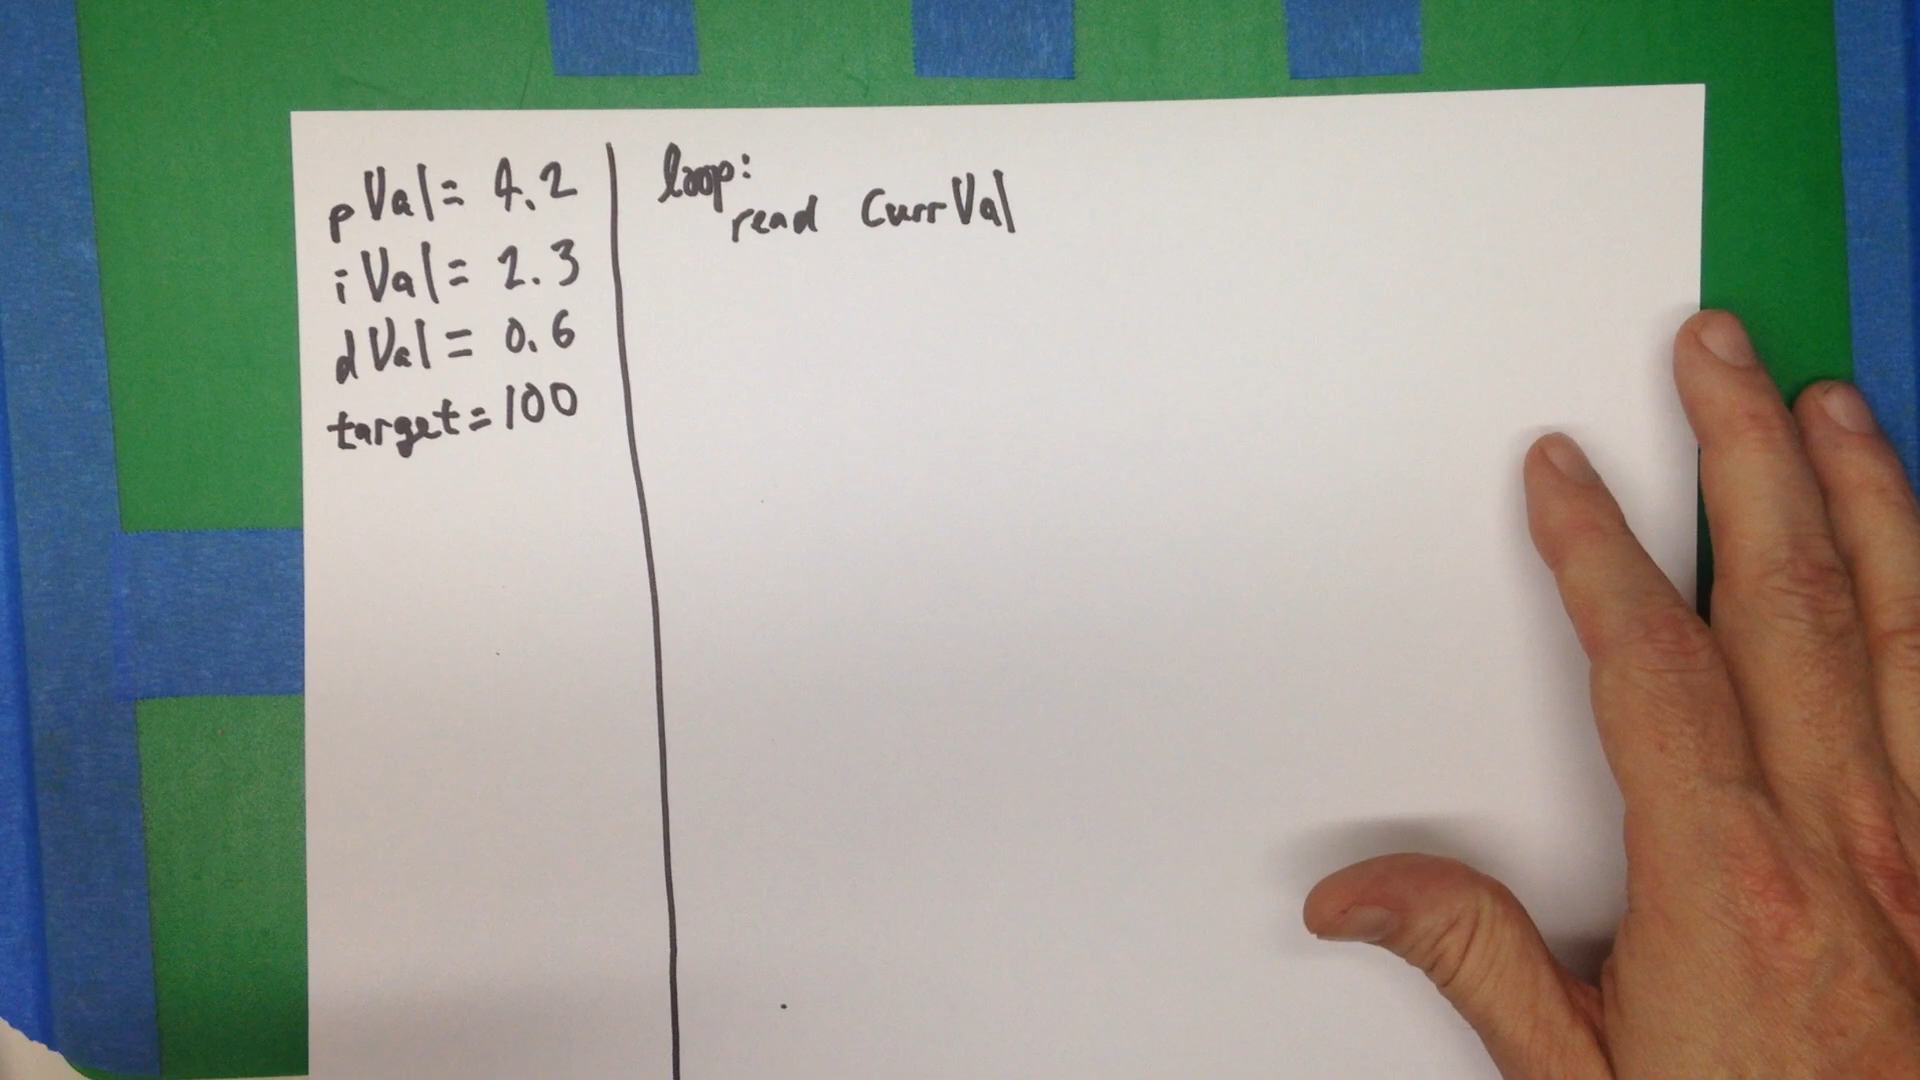 pVal = 4.2
iVal = 2.3
dVal = 0.6
target = 100
loop:
read CurrVal